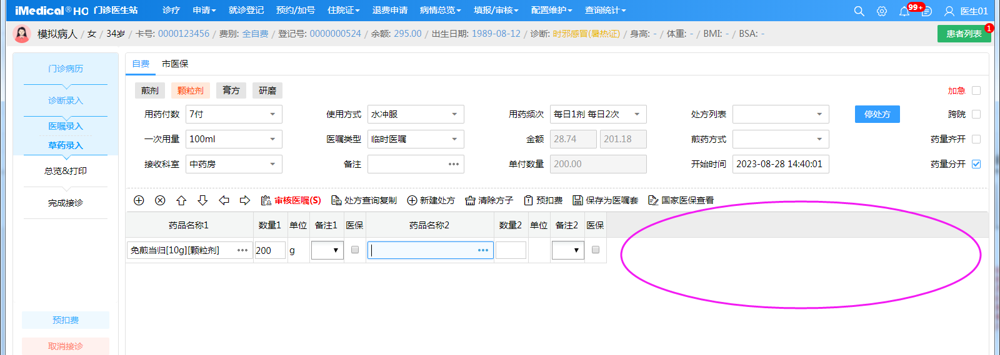 iMedical® HO 门诊医生站 诊疗 申请 就诊登记 预约/加号 住院证 退费申请 病情总览 填报/审核 配置维护 查询统计 99+ 医生01
模拟病人 / 女 / 34岁 / 卡号: 0000123456 / 费别: 全自费 / 登记号: 0000000524 / 余额: 295.00 / 出生日期: 1989-08-12 / 诊断: 时邪感冒(暑热证) / 身高: - / 体重: - / BMI: - / BSA: - 患者列表 1
门诊病历
诊断录入
医嘱录入
草药录入
总览&打印
完成接诊
预扣费
取消接诊
自费 市医保
煎剂 颗粒剂 膏方 研磨 加急
用药付数 7付 使用方式 水冲服 用药频次 每日1剂 每日2次 处方列表 停处方 跨院
一次用量 100ml 医嘱类型 临时医嘱 金额 28.74 201.18 煎药方式 药量齐开
接收科室 中药房 备注 ••• 单付数量 200.00 开始时间 2023-08-28 14:40:01 药量分开
审核医嘱(S) 处方查询复制 新建处方 清除方子 预扣费 保存为医嘱套 国家医保查看
药品名称1 数量1 单位 备注1 医保 药品名称2 数量2 单位 备注2 医保
免煎当归[10g][颗粒剂] ••• 200 g •••